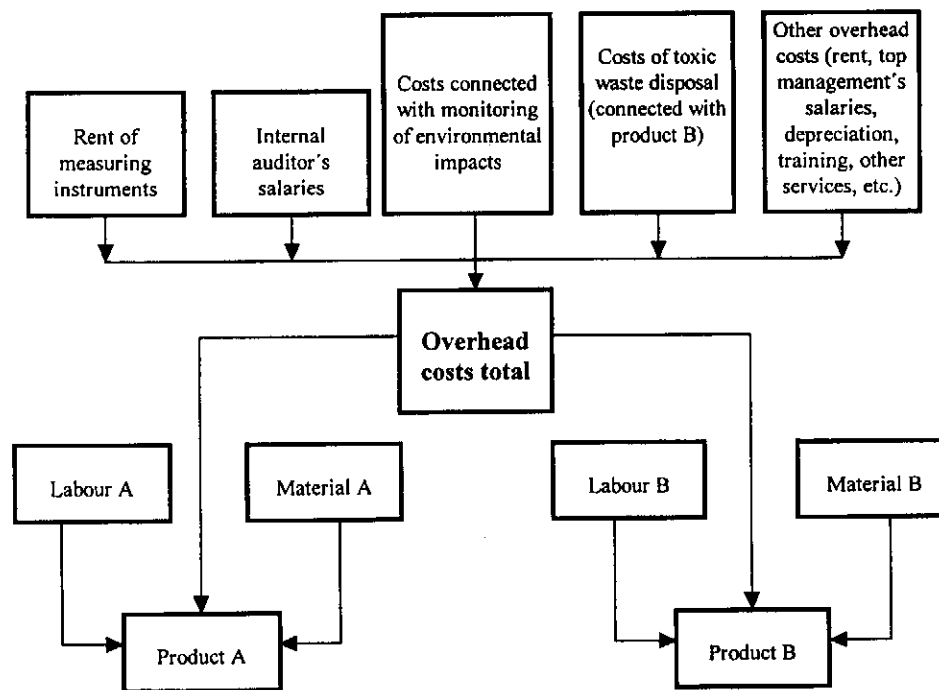 Rent of
measuring
instruments
Internal
auditor´s
salaries
Costs connected
with monitoring
of environmental
impacts
Costs of toxic
waste disposal
(connected with
product B)
Other overhead
costs (rent, top
management´s
salaries,
depreciation,
training, other
services, etc.)
Overhead
costs total
Labour A
Material A
Labour B
Material B
Product A
Product B